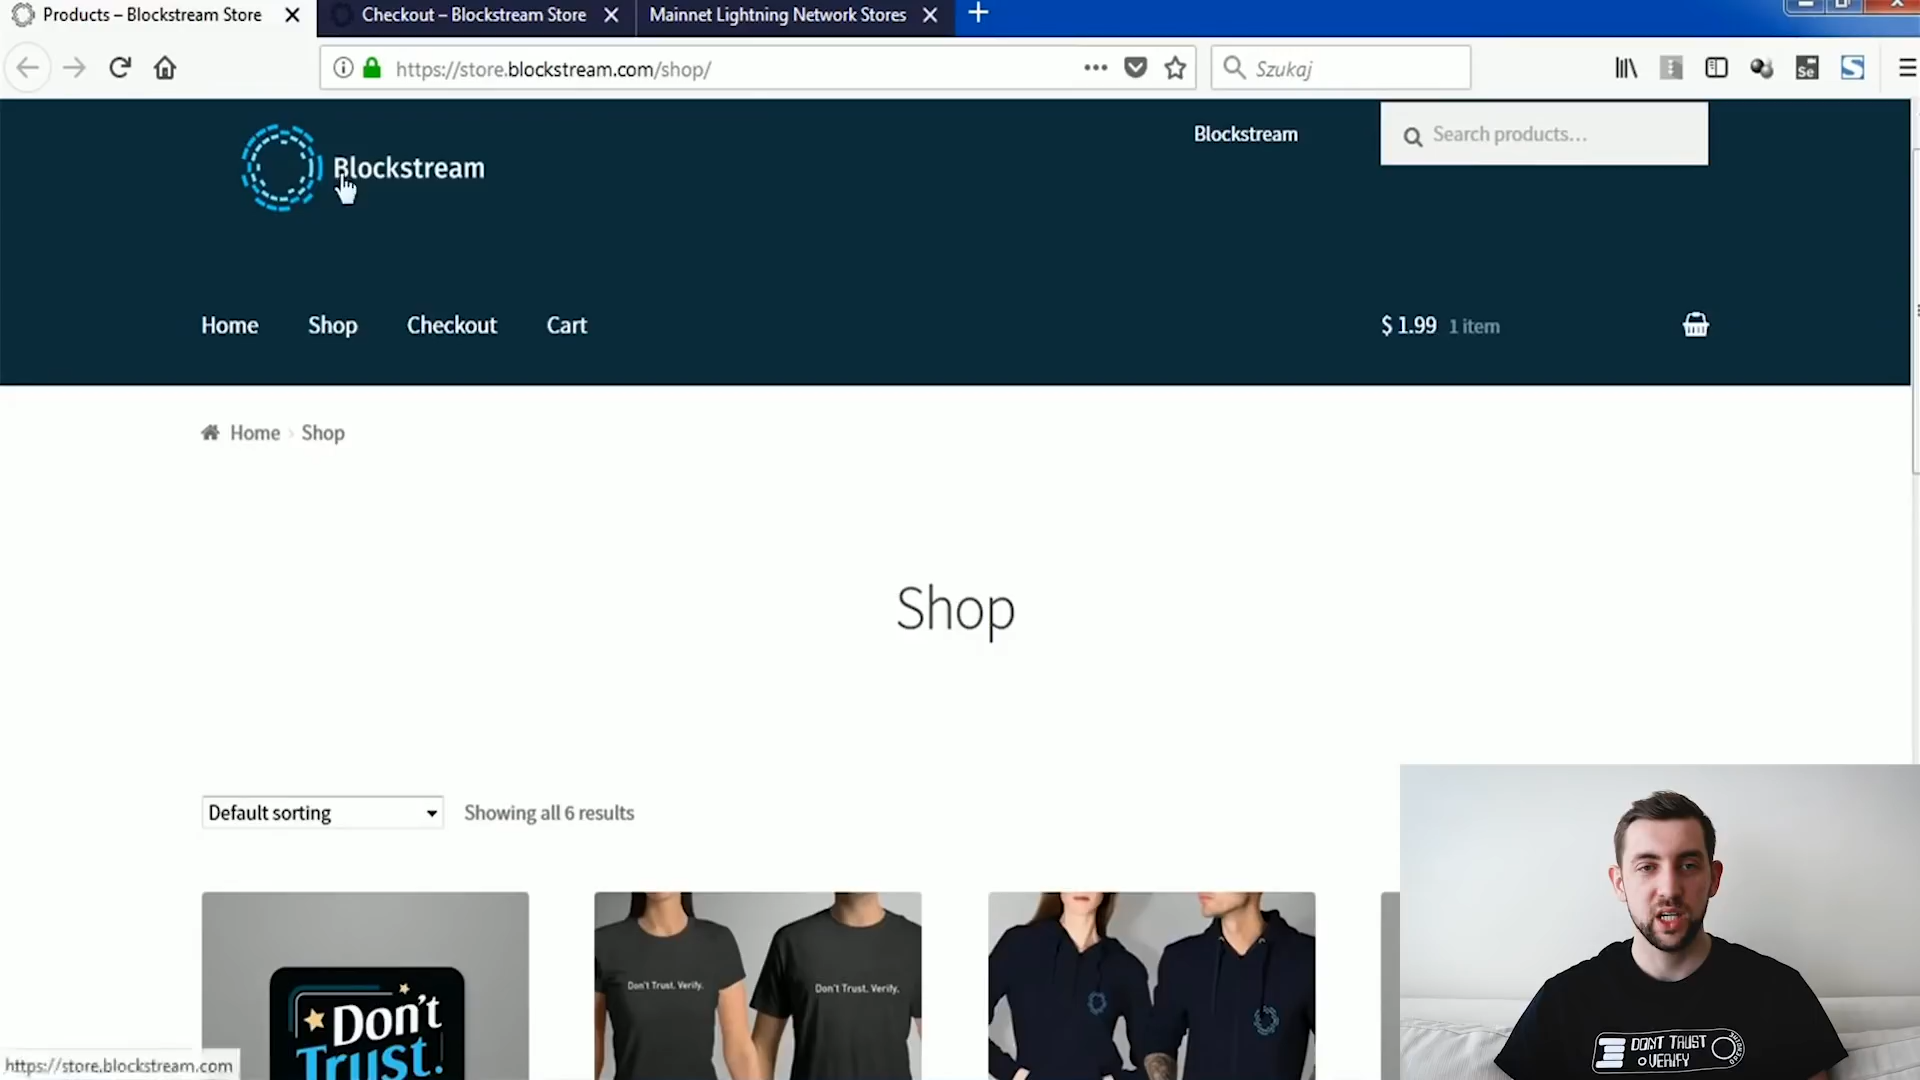 Products – Blockstream Store
Checkout – Blockstream Store
Mainnet Lightning Network Stores
https://store.blockstream.com/shop/
Szukaj
Se
S
Blockstream
Blockstream
Search products…
Home
Shop
Checkout
Cart
$ 1.99 1 item
Home › Shop
Shop
Default sorting
Showing all 6 results
Don't
Trust.
Don't Trust. Verify.
Don't Trust. Verify.
DON'T TRUST
VERIFY
https://store.blockstream.com